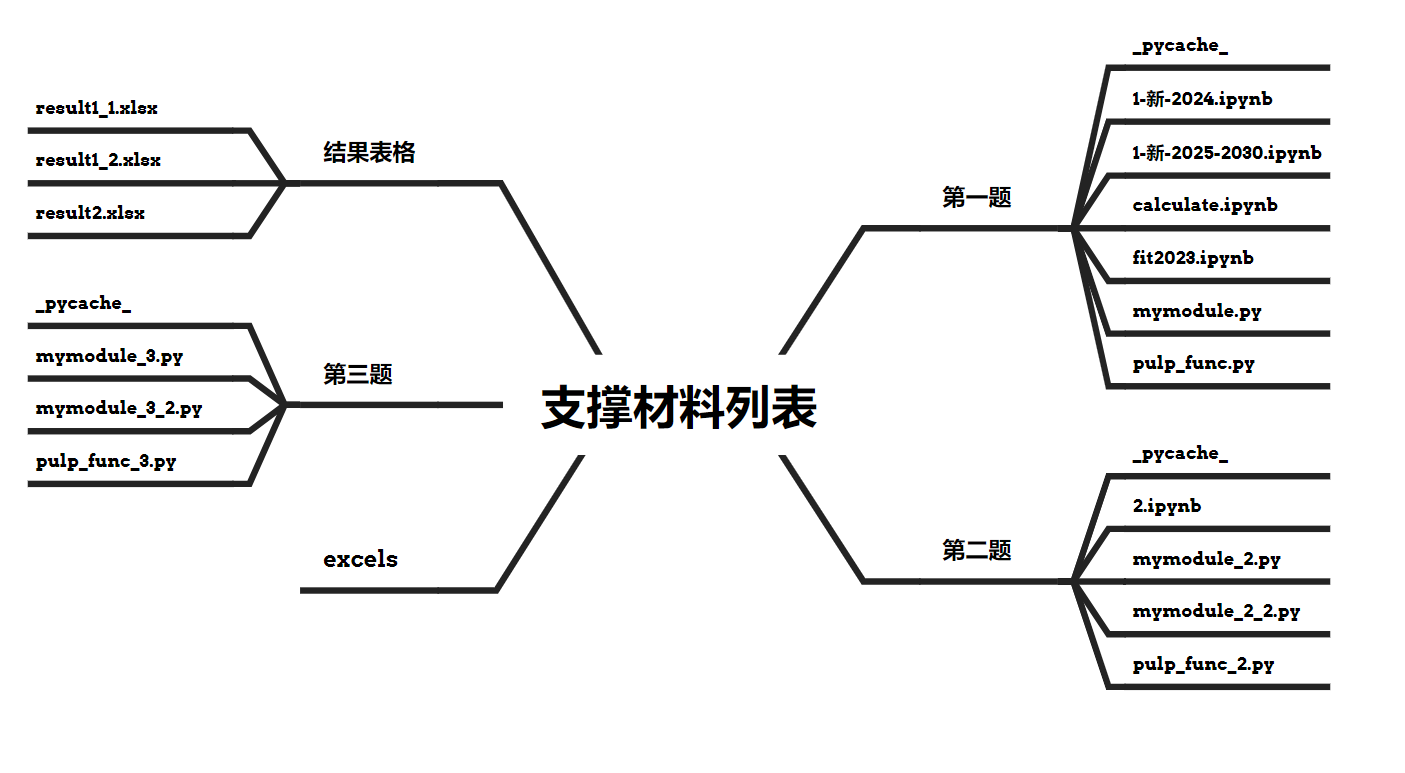 支撑材料列表
第一题
_pycache_
1-新-2024.ipynb
1-新-2025-2030.ipynb
calculate.ipynb
fit2023.ipynb
mymodule.py
pulp_func.py
第二题
_pycache_
2.ipynb
mymodule_2.py
mymodule_2_2.py
pulp_func_2.py
结果表格
result1_1.xlsx
result1_2.xlsx
result2.xlsx
第三题
_pycache_
mymodule_3.py
mymodule_3_2.py
pulp_func_3.py
excels